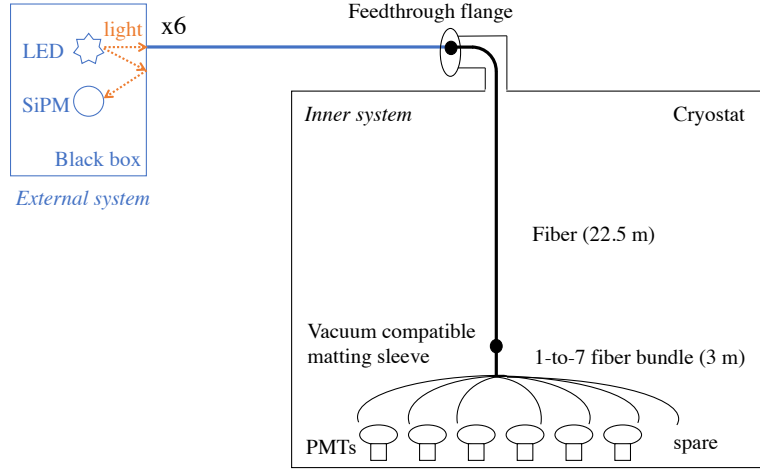 Feedthrough flange
light
x6
LED
SiPM
Black box
External system
Inner system
Cryostat
Fiber (22.5 m)
Vacuum compatible
matting sleeve
1-to-7 fiber bundle (3 m)
PMTs
spare